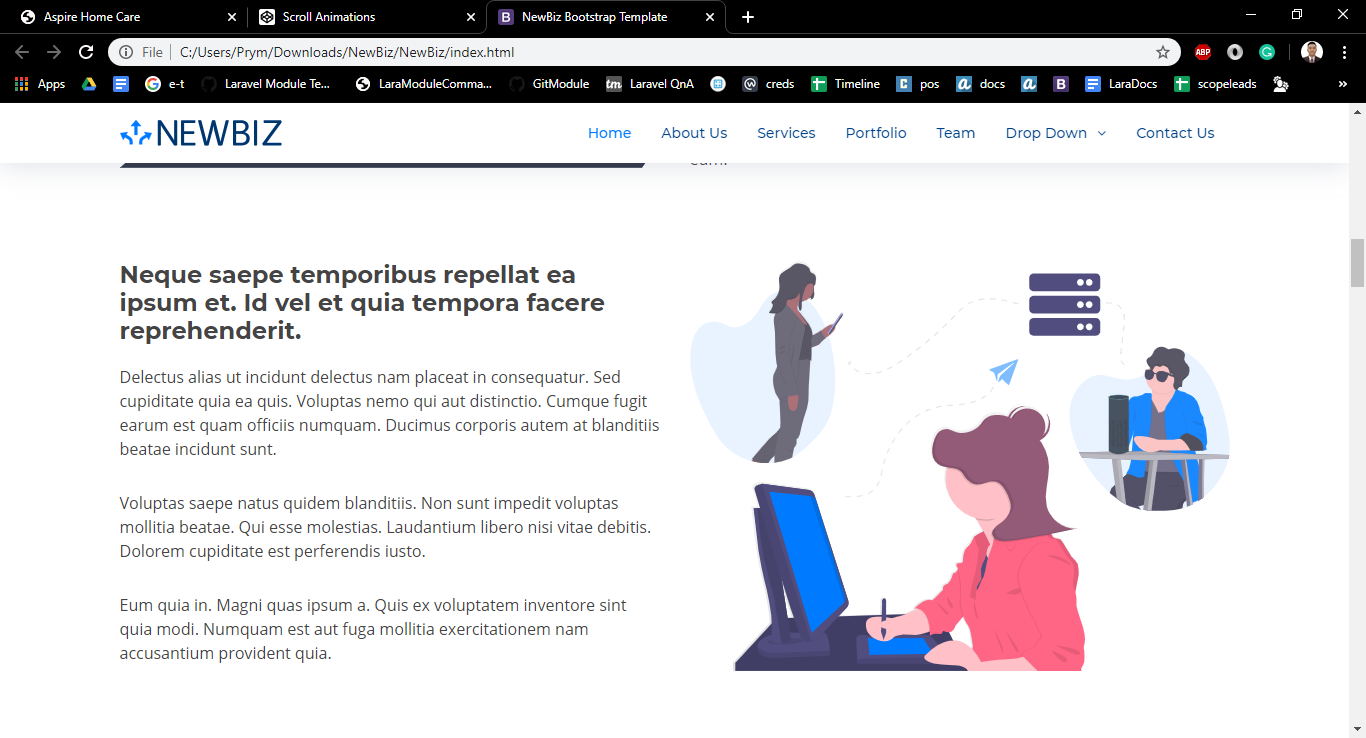 Aspire Home Care
Scroll Animations
NewBiz Bootstrap Template
File
C:/Users/Prym/Downloads/NewBiz/NewBiz/index.html
ABP
Apps
e-t
Laravel Module Te...
LaraModuleComma...
GitModule
tm
Laravel QnA
creds
Timeline
pos
docs
LaraDocs
scopeleads
»
NEWBIZ
Home
About Us
Services
Portfolio
Team
Drop Down
Contact Us
Neque saepe temporibus repellat ea
ipsum et. Id vel et quia tempora facere
reprehenderit.
Delectus alias ut incidunt delectus nam placeat in consequatur. Sed
cupiditate quia ea quis. Voluptas nemo qui aut distinctio. Cumque fugit
earum est quam officiis numquam. Ducimus corporis autem at blanditiis
beatae incidunt sunt.
Voluptas saepe natus quidem blanditiis. Non sunt impedit voluptas
mollitia beatae. Qui esse molestias. Laudantium libero nisi vitae debitis.
Dolorem cupiditate est perferendis iusto.
Eum quia in. Magni quas ipsum a. Quis ex voluptatem inventore sint
quia modi. Numquam est aut fuga mollitia exercitationem nam
accusantium provident quia.